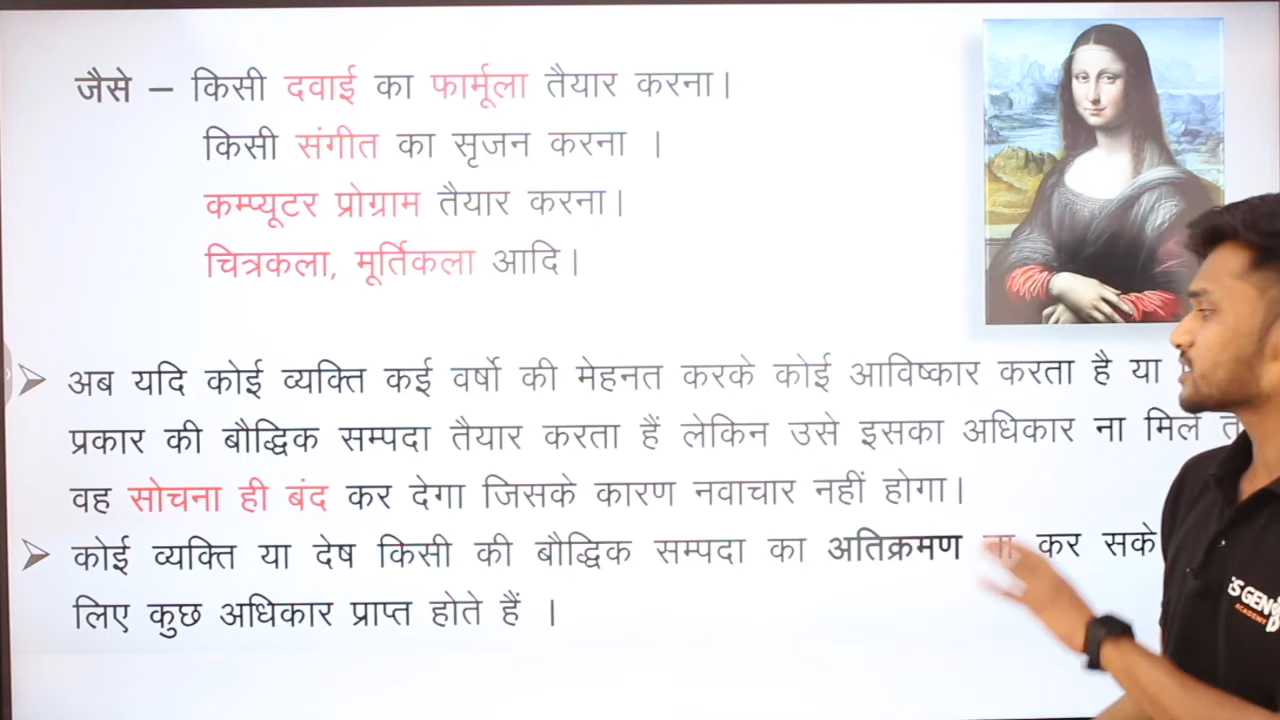 जैसे – किसी दवाई का फार्मूला तैयार करना।
किसी संगीत का सृजन करना ।
कम्प्यूटर प्रोग्राम तैयार करना।
चित्रकला, मूर्तिकला आदि।
अब यदि कोई व्यक्ति कई वर्षो की मेहनत करके कोई आविष्कार करता है या
प्रकार की बौद्धिक सम्पदा तैयार करता हैं लेकिन उसे इसका अधिकार ना मिले
वह सोचना ही बंद कर देगा जिसके कारण नवाचार नहीं होगा।
कोई व्यक्ति या देष किसी की बौद्धिक सम्पदा का अतिक्रमण ना कर सके
लिए कुछ अधिकार प्राप्त होते हैं ।
ACADEMY